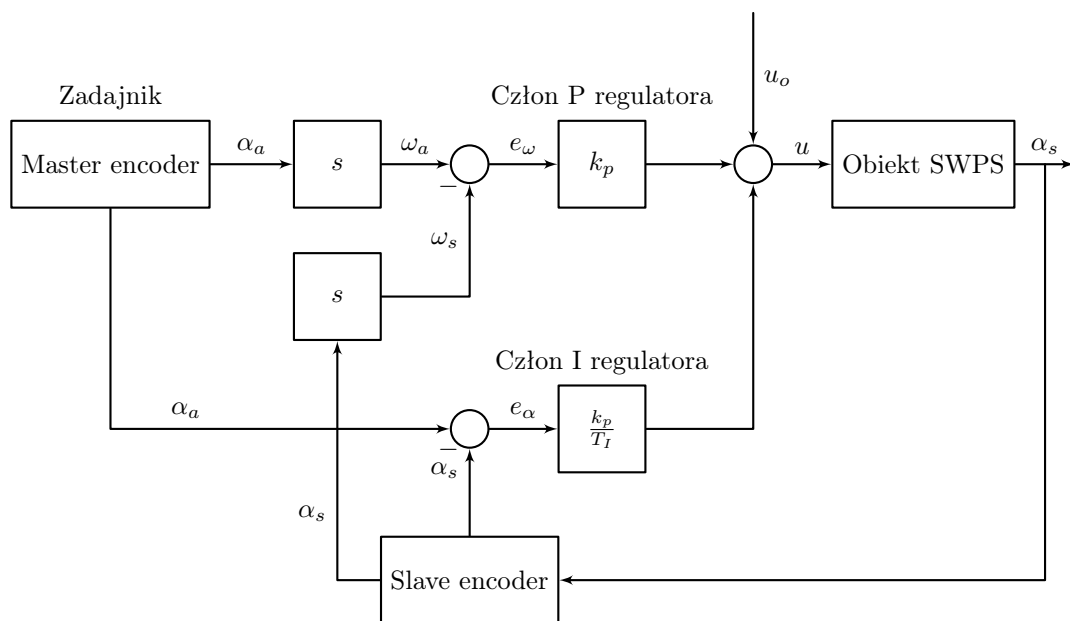 Zadajnik
Master encoder
α_a
s
ω_a
−
e_ω
Człon P regulatora
k_p
u_o
u
Obiekt SWPS
α_s
ω_s
s
α_a
−
α_s
e_α
Człon I regulatora
k_p/T_I
α_s
Slave encoder